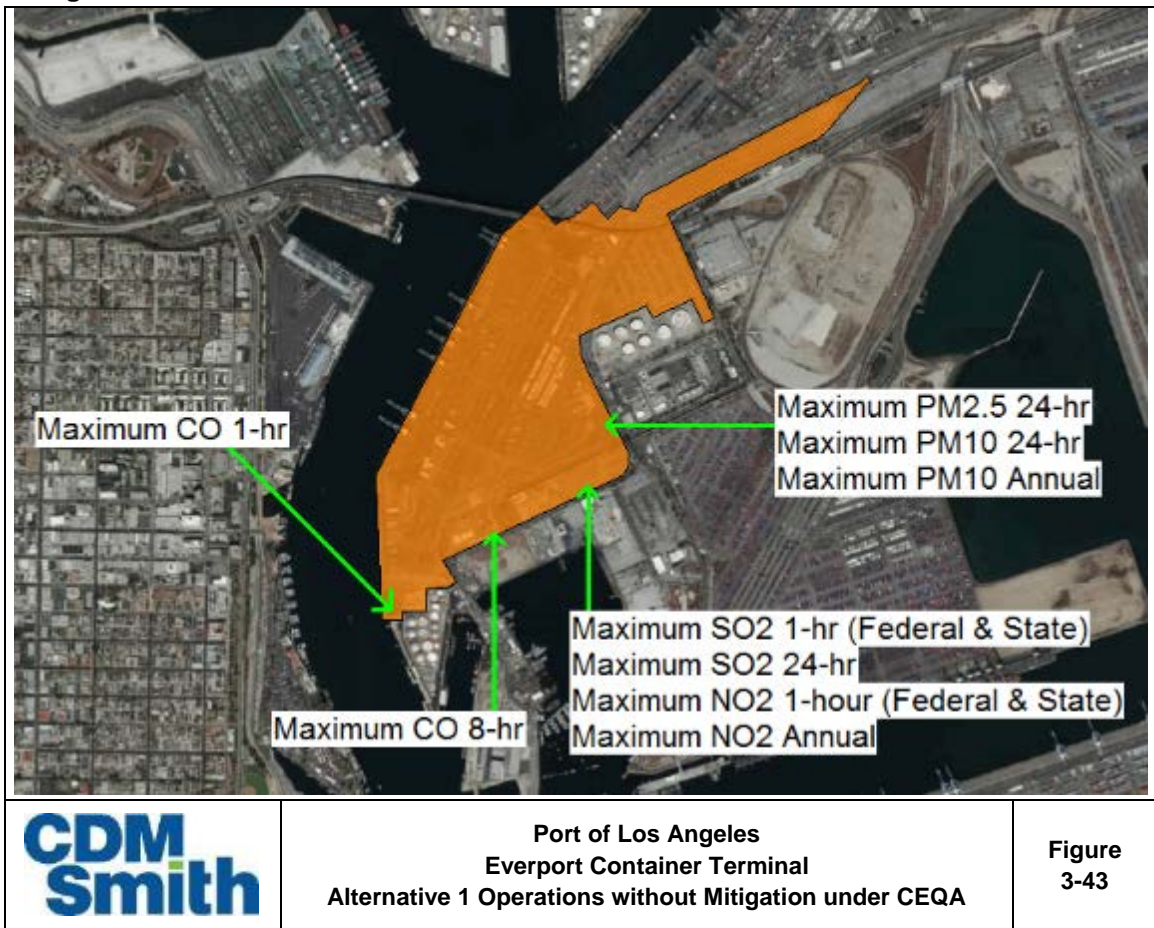 Maximum CO 1-hr
Maximum PM2.5 24-hr
Maximum PM10 24-hr
Maximum PM10 Annual
Maximum CO 8-hr
Maximum SO2 1-hr (Federal & State)
Maximum SO2 24-hr
Maximum NO2 1-hour (Federal & State)
Maximum NO2 Annual
CDM
Smith
Port of Los Angeles
Everport Container Terminal
Alternative 1 Operations without Mitigation under CEQA
Figure
3-43